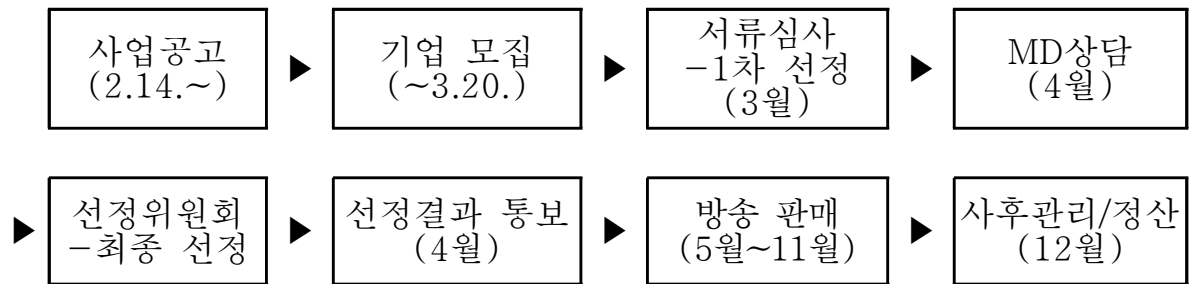 사업공고
(2.14.~)
기업 모집
(~3.20.)
서류심사
-1차 선정
(3월)
MD상담
(4월)
선정위원회
-최종 선정
선정결과 통보
(4월)
방송 판매
(5월~11월)
사후관리/정산
(12월)